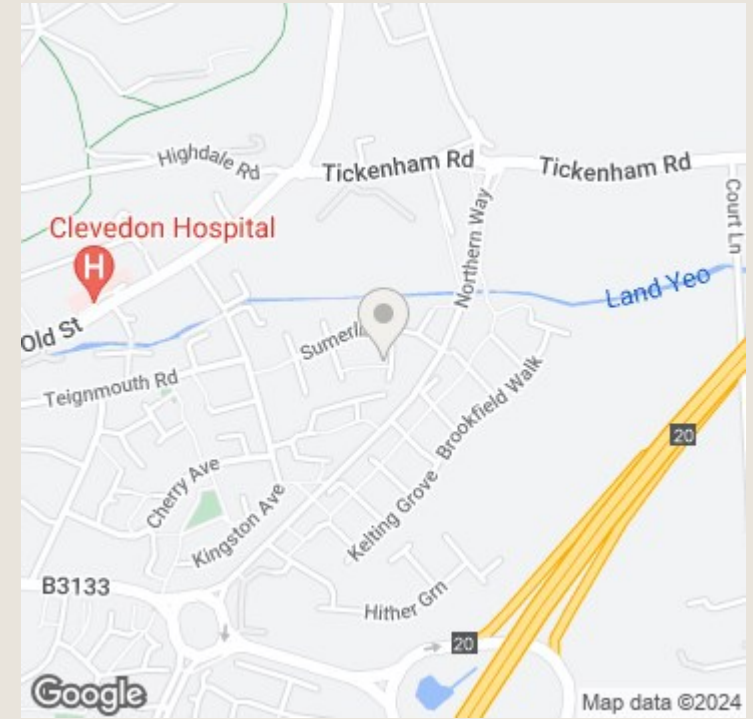 Highdale Rd
Tickenham Rd
Tickenham Rd
Clevedon Hospital
H
Northern Way
Court Ln
Land Yeo
Old St
Teignmouth Rd
Brookfield Walk
20
Cherry Ave
Kingston Ave
Kelting Grove
B3133
Hither Grn
20
Google
Map data ©2024